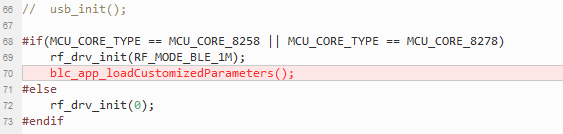 66 //  usb_init();
67
68 #if(MCU_CORE_TYPE == MCU_CORE_8258 || MCU_CORE_TYPE == MCU_CORE_8278)
69     rf_drv_init(RF_MODE_BLE_1M);
70     blc_app_loadCustomizedParameters();
71 #else
72     rf_drv_init(0);
73 #endif